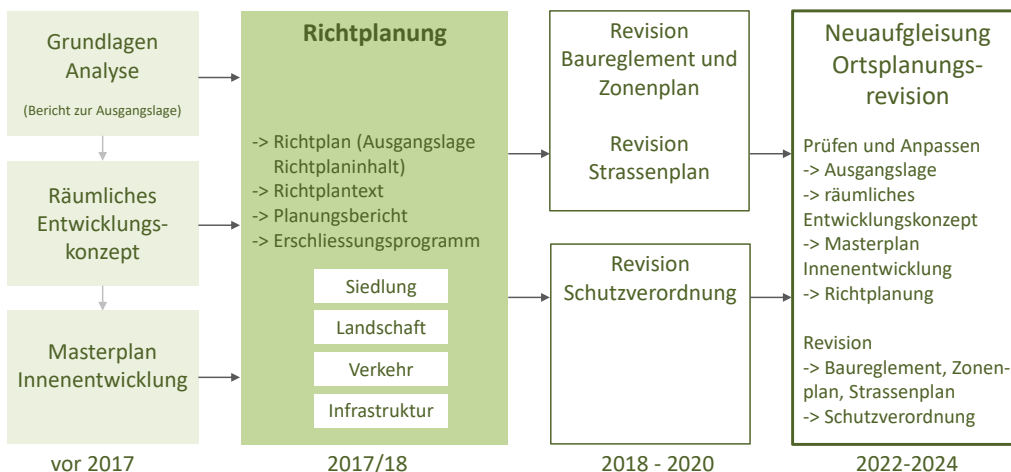 Grundlagen
Analyse
(Bericht zur Ausgangslage)
Räumliches
Entwicklungs-
konzept
Masterplan
Innenentwicklung
vor 2017
Richtplanung
-> Richtplan (Ausgangslage
Richtplaninhalt)
-> Richtplantext
-> Planungsbericht
-> Erschliessungsprogramm
Siedlung
Landschaft
Verkehr
Infrastruktur
2017/18
Revision
Baureglement und
Zonenplan
Revision
Strassenplan
Revision
Schutzverordnung
2018 - 2020
Neuaufgleisung
Ortsplanungs-
revision
Prüfen und Anpassen
-> Ausgangslage
-> räumliches
Entwicklungskonzept
-> Masterplan
Innenentwicklung
-> Richtplanung
Revision
-> Baureglement, Zonen-
plan, Strassenplan
-> Schutzverordnung
2022-2024